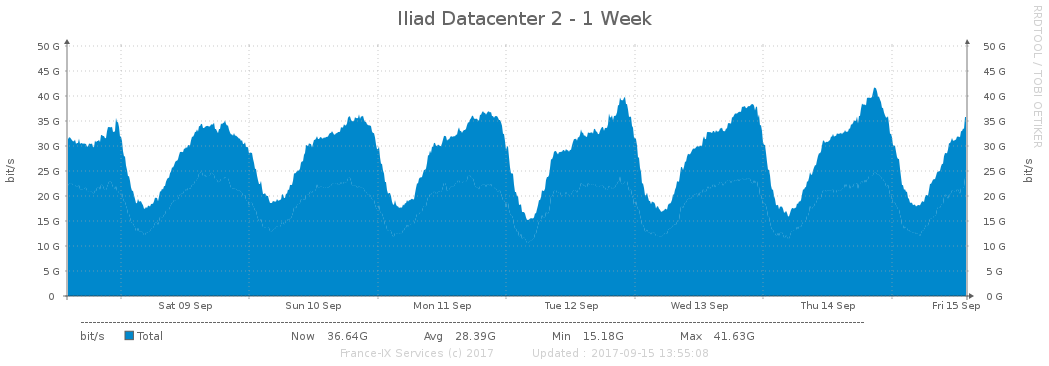 Iliad Datacenter 2 - 1 Week
RRDTOOL / TOBI OETIKER
bit/s
50 G
45 G
40 G
35 G
30 G
25 G
20 G
15 G
10 G
5 G
0
50 G
45 G
40 G
35 G
30 G
25 G
20 G
15 G
10 G
5 G
0 G
bit/s
Sat 09 Sep Sun 10 Sep Mon 11 Sep Tue 12 Sep Wed 13 Sep Thu 14 Sep Fri 15 Sep
bit/s Total Now 36.64G Avg 28.39G Min 15.18G Max 41.63G
France-IX Services (c) 2017 Updated : 2017-09-15 13:55:08